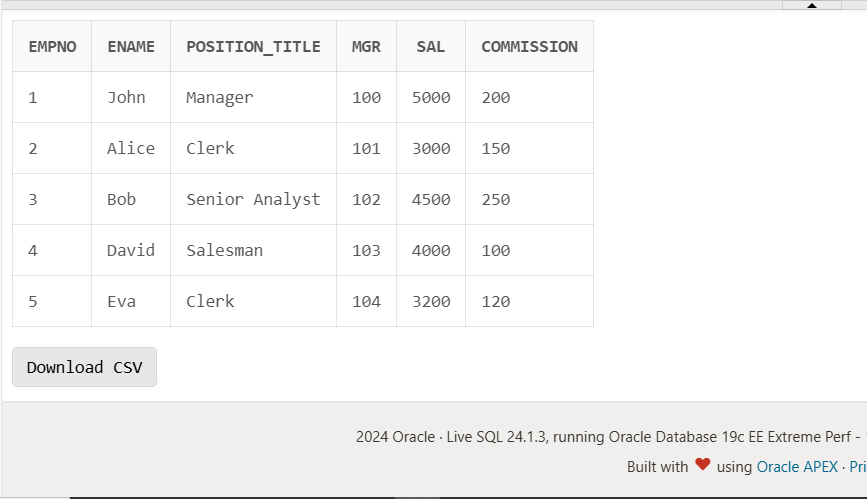 EMPNO ENAME POSITION_TITLE MGR SAL COMMISSION
1 John Manager 100 5000 200
2 Alice Clerk 101 3000 150
3 Bob Senior Analyst 102 4500 250
4 David Salesman 103 4000 100
5 Eva Clerk 104 3200 120
Download CSV
2024 Oracle · Live SQL 24.1.3, running Oracle Database 19c EE Extreme Perf -
Built with ❤ using Oracle APEX · Pri